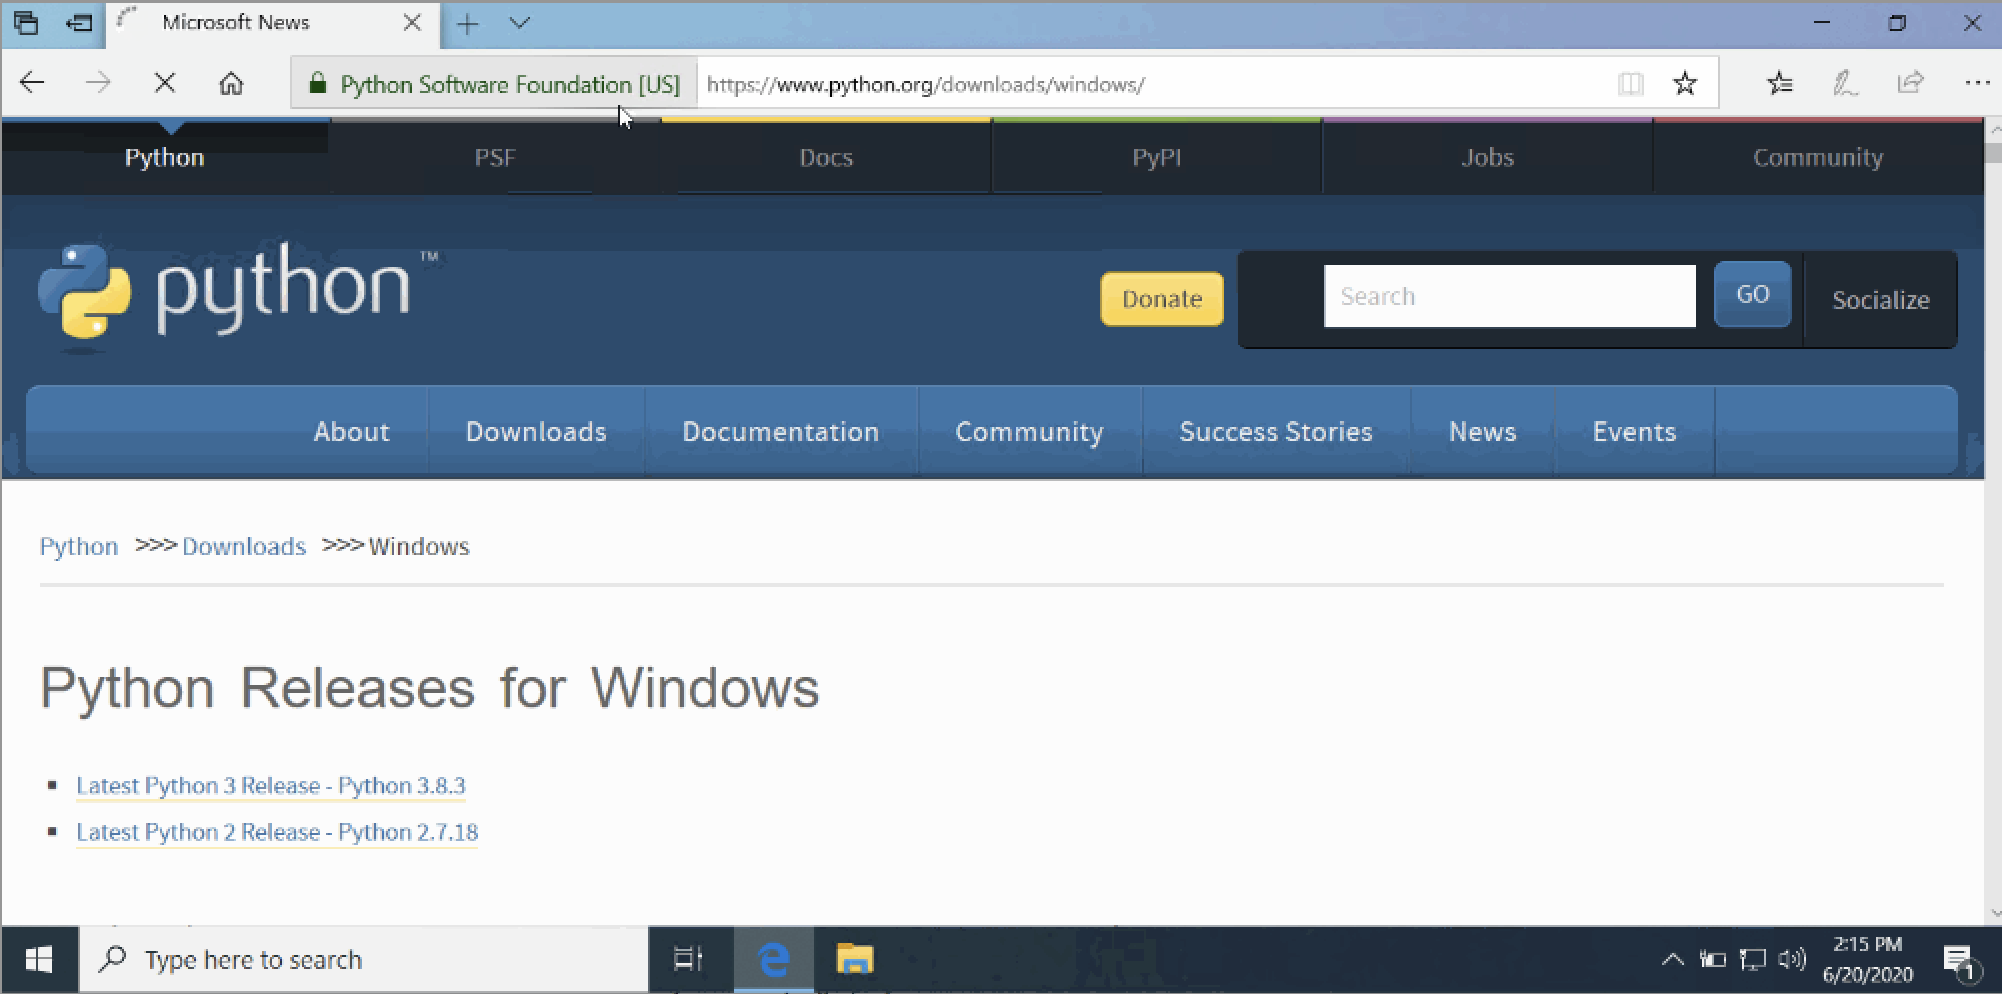 Microsoft News
Python Software Foundation [US] https://www.python.org/downloads/windows/
Python PSF Docs PyPI Jobs Community
python™
Donate Search GO Socialize
About Downloads Documentation Community Success Stories News Events
Python >>> Downloads >>> Windows
Python Releases for Windows
Latest Python 3 Release - Python 3.8.3
Latest Python 2 Release - Python 2.7.18
Type here to search
2:15 PM
6/20/2020
1